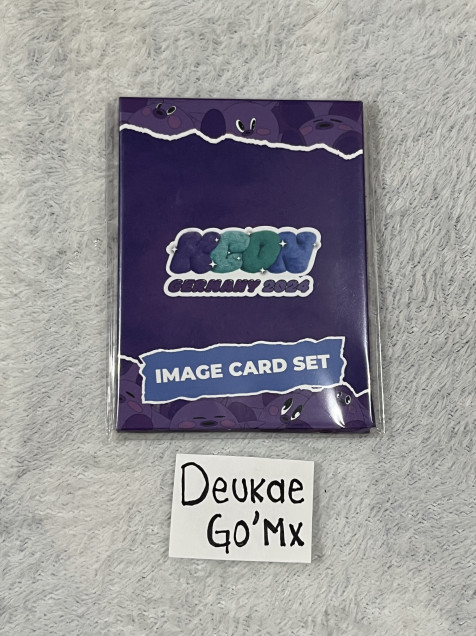 KCON
GERMANY 2024
IMAGE CARD SET
Deukae
Go'Mx